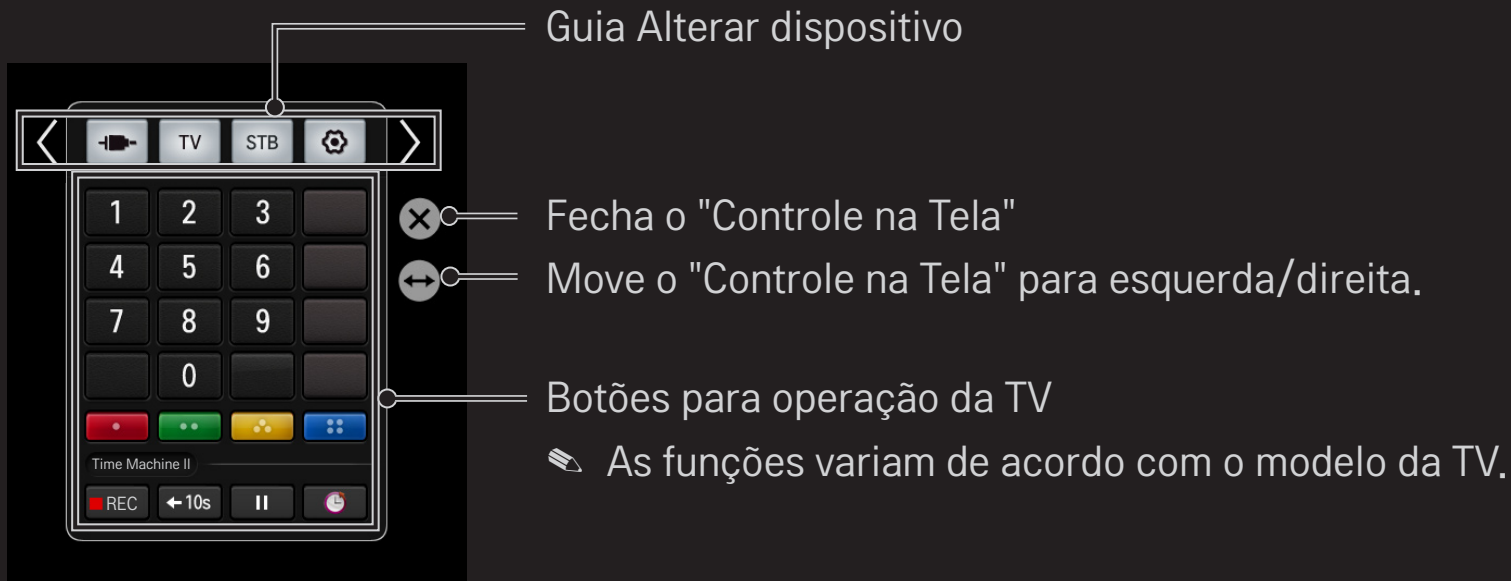 Guia Alterar dispositivo
TV STB
1 2 3
Fecha o "Controle na Tela"
4 5 6
Move o "Controle na Tela" para esquerda/direita.
7 8 9
0
Botões para operação da TV
✎ As funções variam de acordo com o modelo da TV.
Time Machine II
REC ←10s